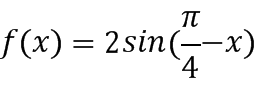 f(x) = 2sin(π/4−x)